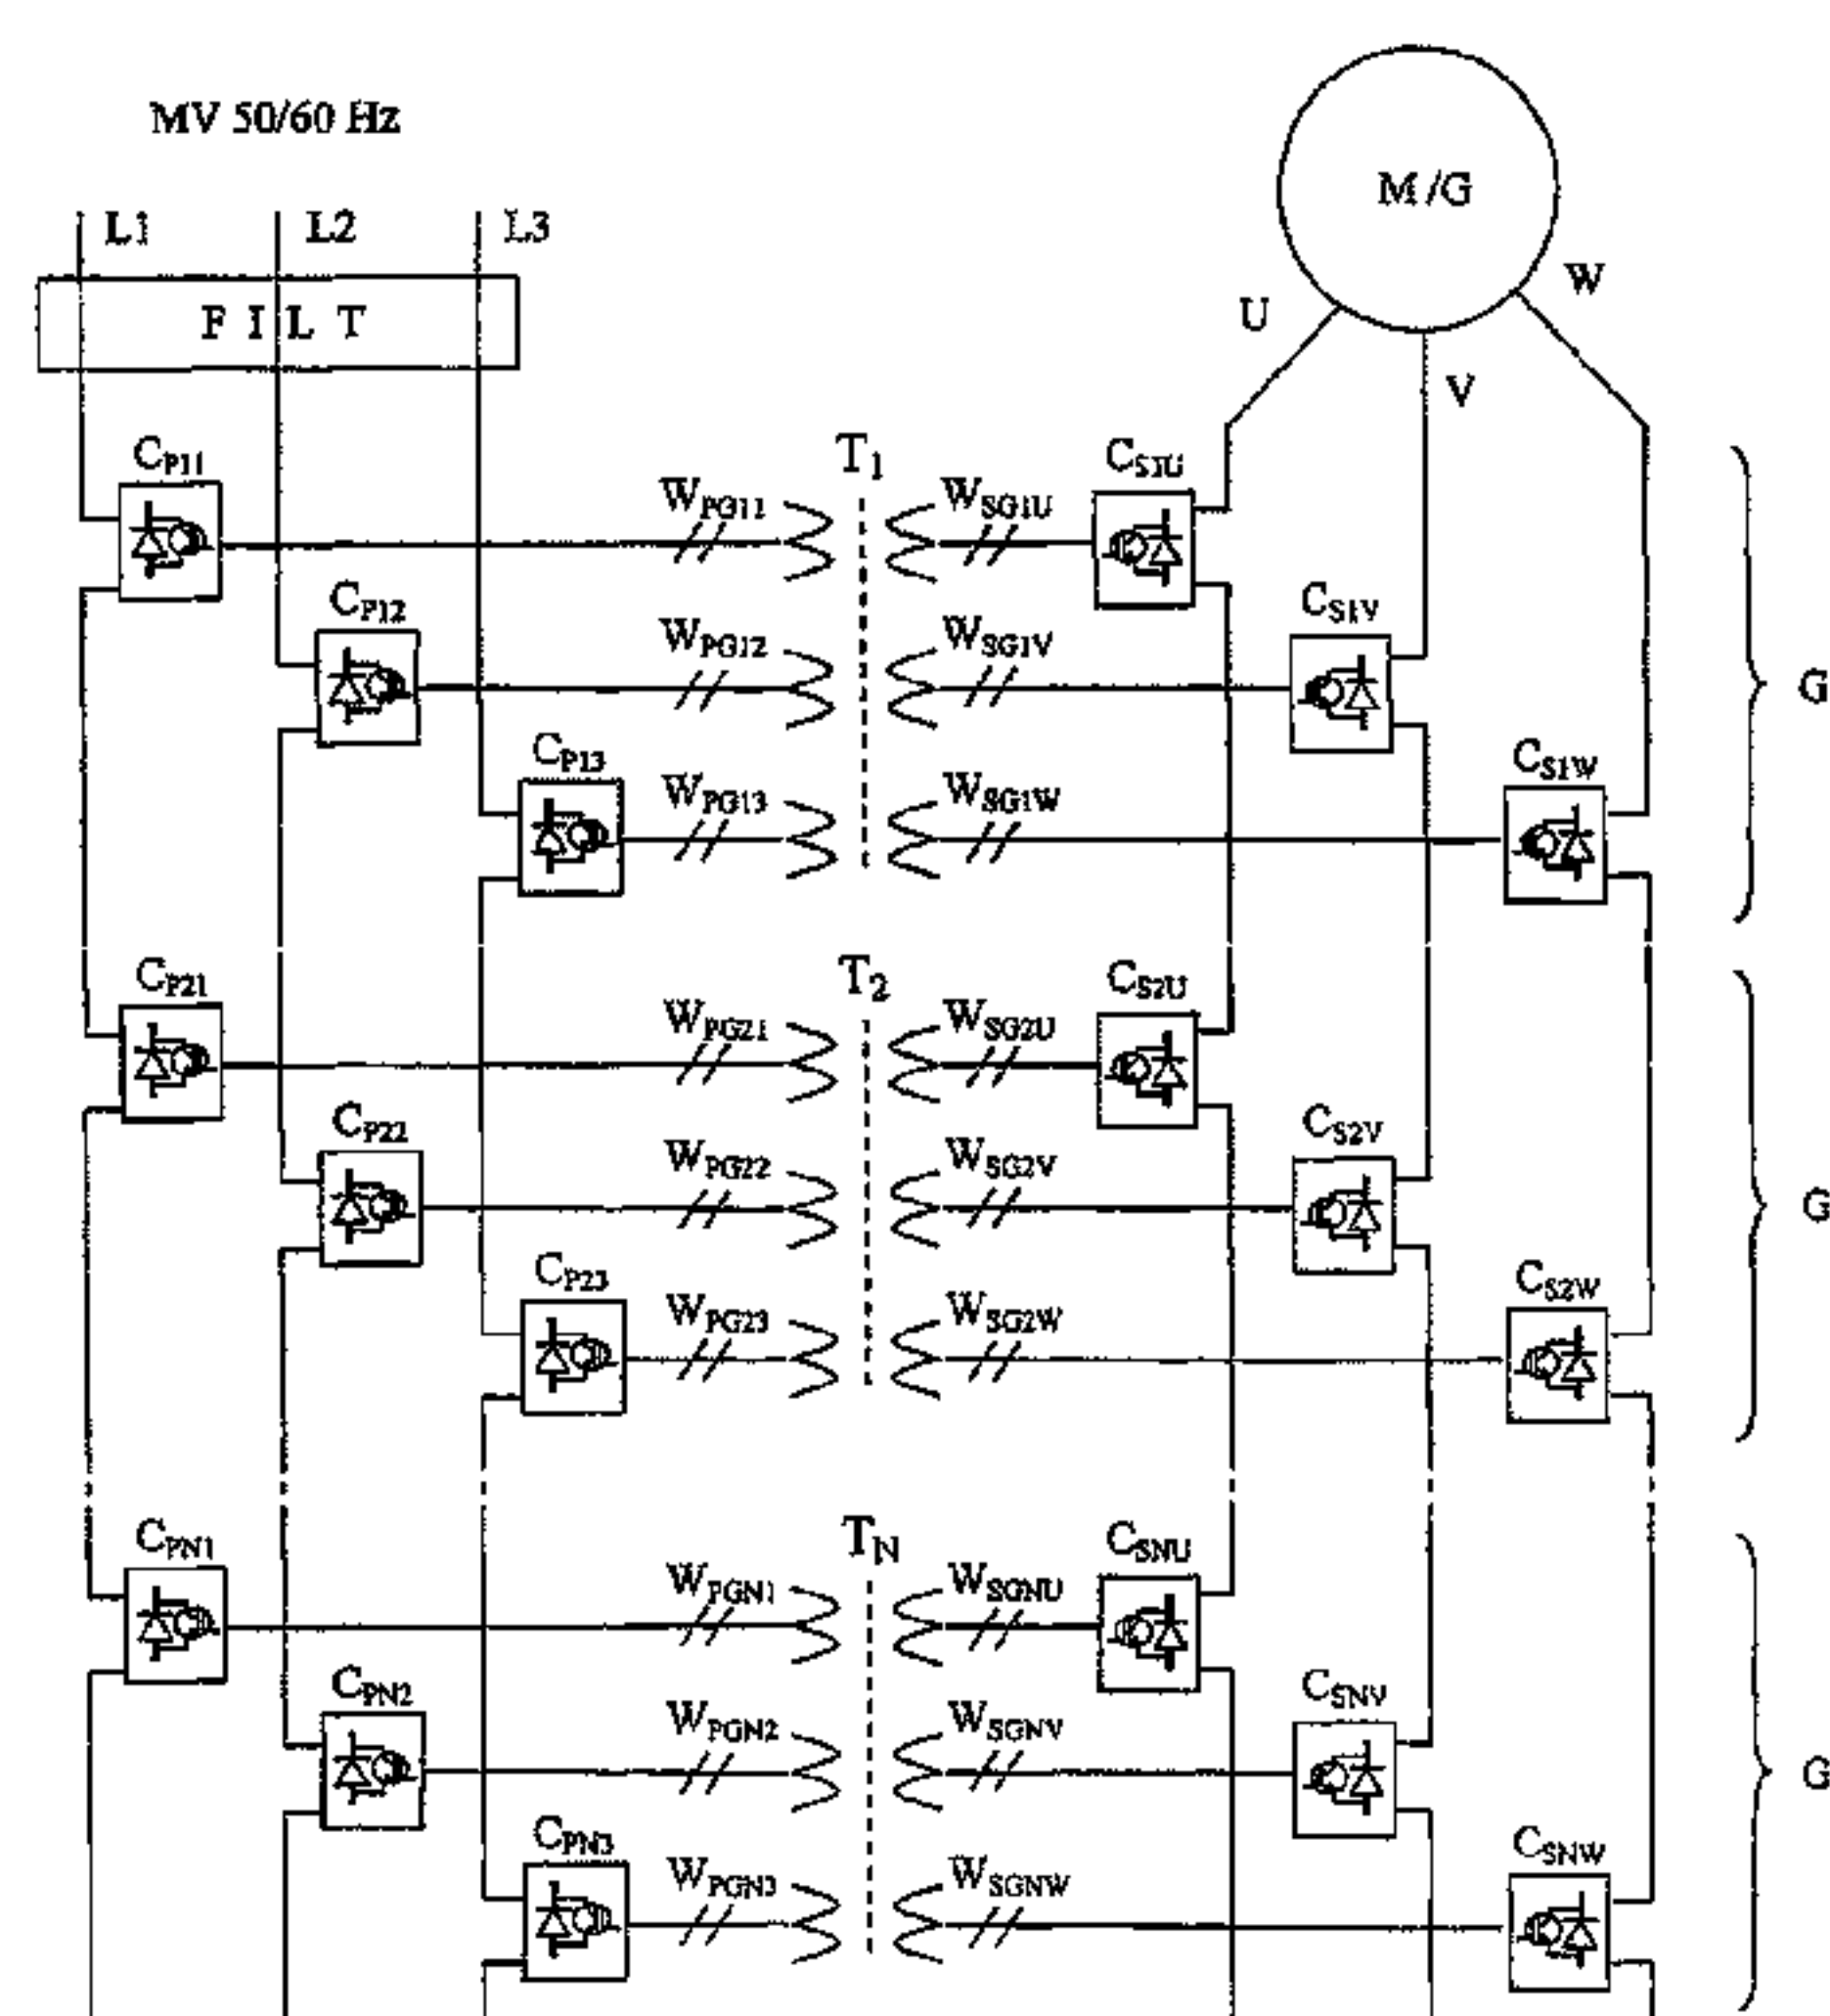 MV 50/60 Hz
M/G
L1 L2 L3
F I L T
U V W
CP11 WPG11 T1 WSG1U CS1U
CP12 WPG12 WSG1V CS1V
CP13 WPG13 WSG1W CS1W
G
CP21 WPG21 T2 WSG2U CS2U
CP22 WPG22 WSG2V CS2V
CP23 WPG23 WSG2W CS2W
G
CPN1 WPGN1 TN WSGNU CSNU
CPN2 WPGN2 WSGNV CSNV
CPN3 WPGN3 WSGNW CSNW
G